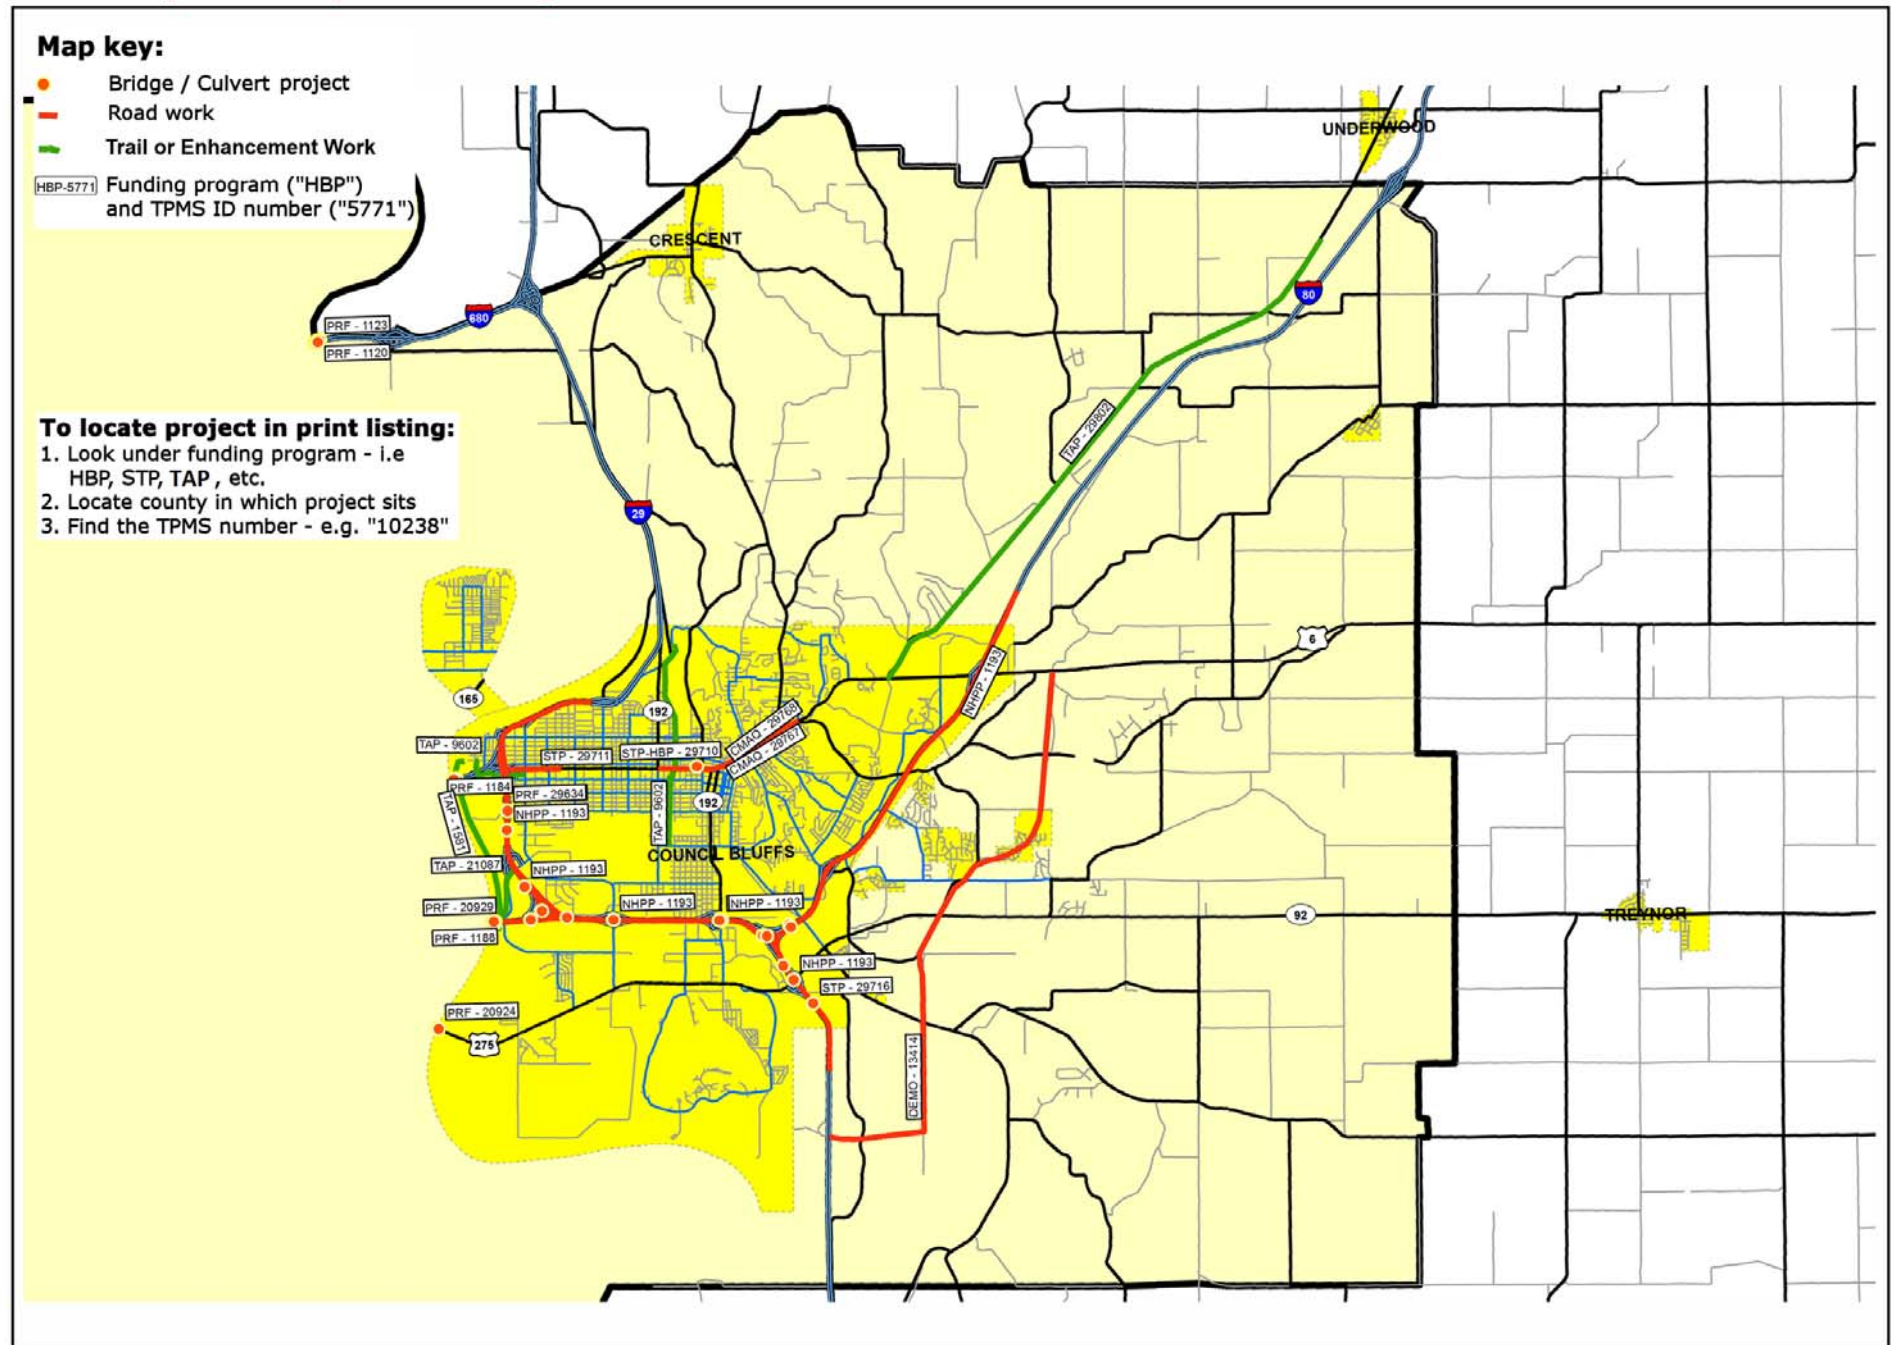 Map key:
Bridge / Culvert project
Road work
Trail or Enhancement Work
HBP-5771
Funding program ("HBP")
and TPMS ID number ("5771")
UNDERWOOD
CRESCENT
80
680
PRF - 1123
PRF - 1120
To locate project in print listing:
1. Look under funding program - i.e
HBP, STP, TAP , etc.
2. Locate county in which project sits
3. Find the TPMS number - e.g. "10238"
TAP - 29802
29
6
165
192
NHPP - 1193
CMAQ - 29768
CMAQ - 29767
TAP - 9602
STP - 29711
STP-HBP - 29710
PRF - 1184
PRF - 29634
NHPP - 1193
TAP - 1581
TAP - 9602
192
COUNCIL BLUFFS
TAP - 21087
NHPP - 1193
PRF - 20929
NHPP - 1193
NHPP - 1193
92
TREYNOR
PRF - 1188
NHPP - 1193
STP - 29716
PRF - 20924
275
DEMO - 13414